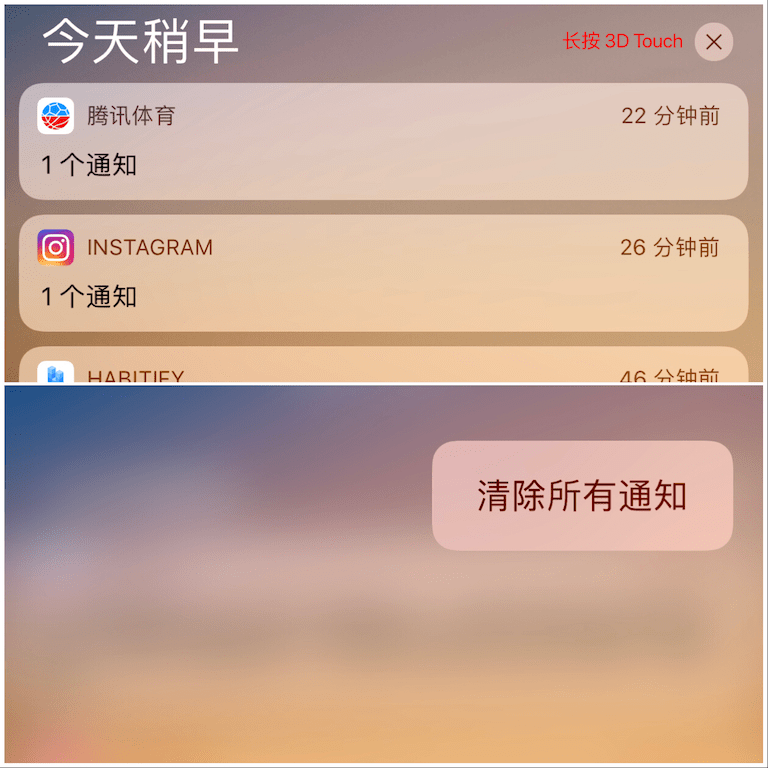 今天稍早
长按 3D Touch
腾讯体育
22 分钟前
1 个通知
INSTAGRAM
26 分钟前
1 个通知
HABITIFY
46 分钟前
清除所有通知